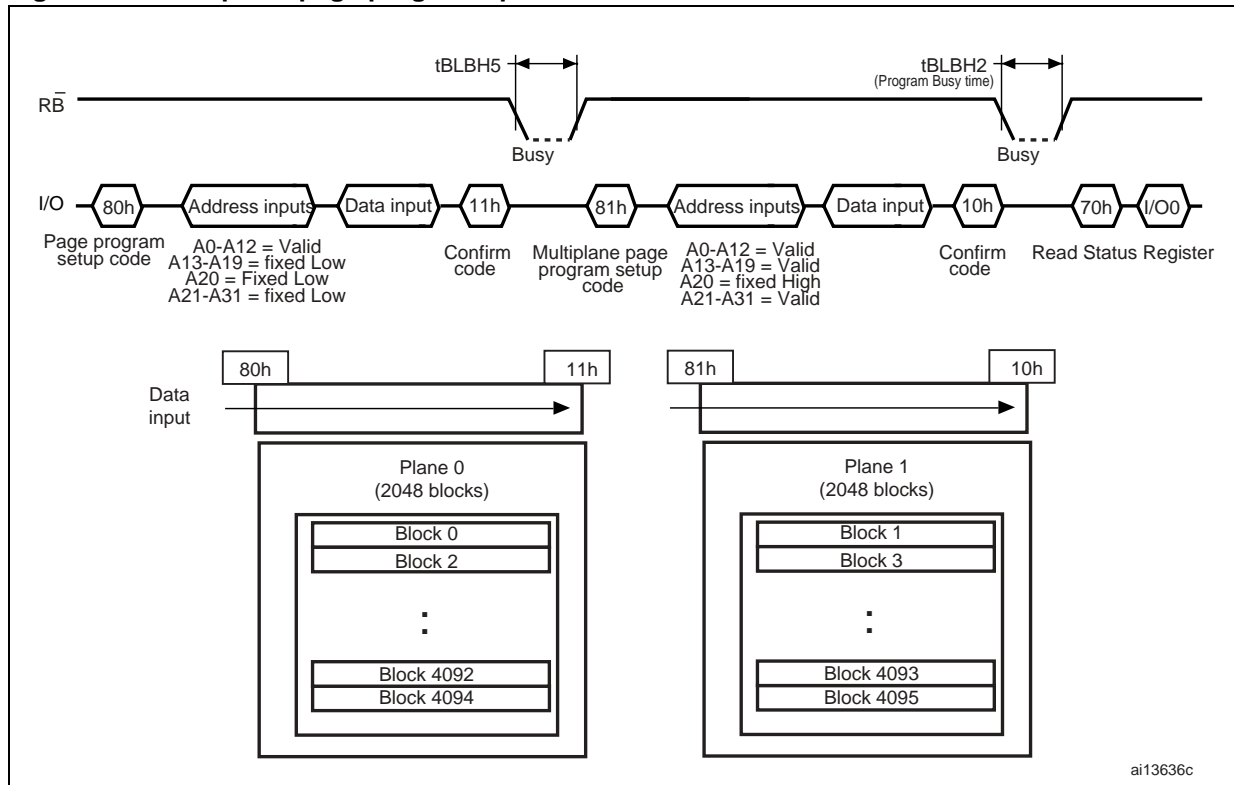 tBLBH5
tBLBH2
(Program Busy time)
RB̅
Busy
Busy
I/O
80h
Address inputs
Data input
11h
81h
Address inputs
Data input
10h
70h
I/O0
Page program
setup code
A0-A12 = Valid
A13-A19 = fixed Low
A20 = Fixed Low
A21-A31 = fixed Low
Confirm
code
Multiplane page
program setup
code
A0-A12 = Valid
A13-A19 = Valid
A20 = fixed High
A21-A31 = Valid
Confirm
code
Read Status Register
80h
11h
81h
10h
Data
input
Plane 0
(2048 blocks)
Block 0
Block 2
:
Block 4092
Block 4094
Plane 1
(2048 blocks)
Block 1
Block 3
:
Block 4093
Block 4095
ai13636c